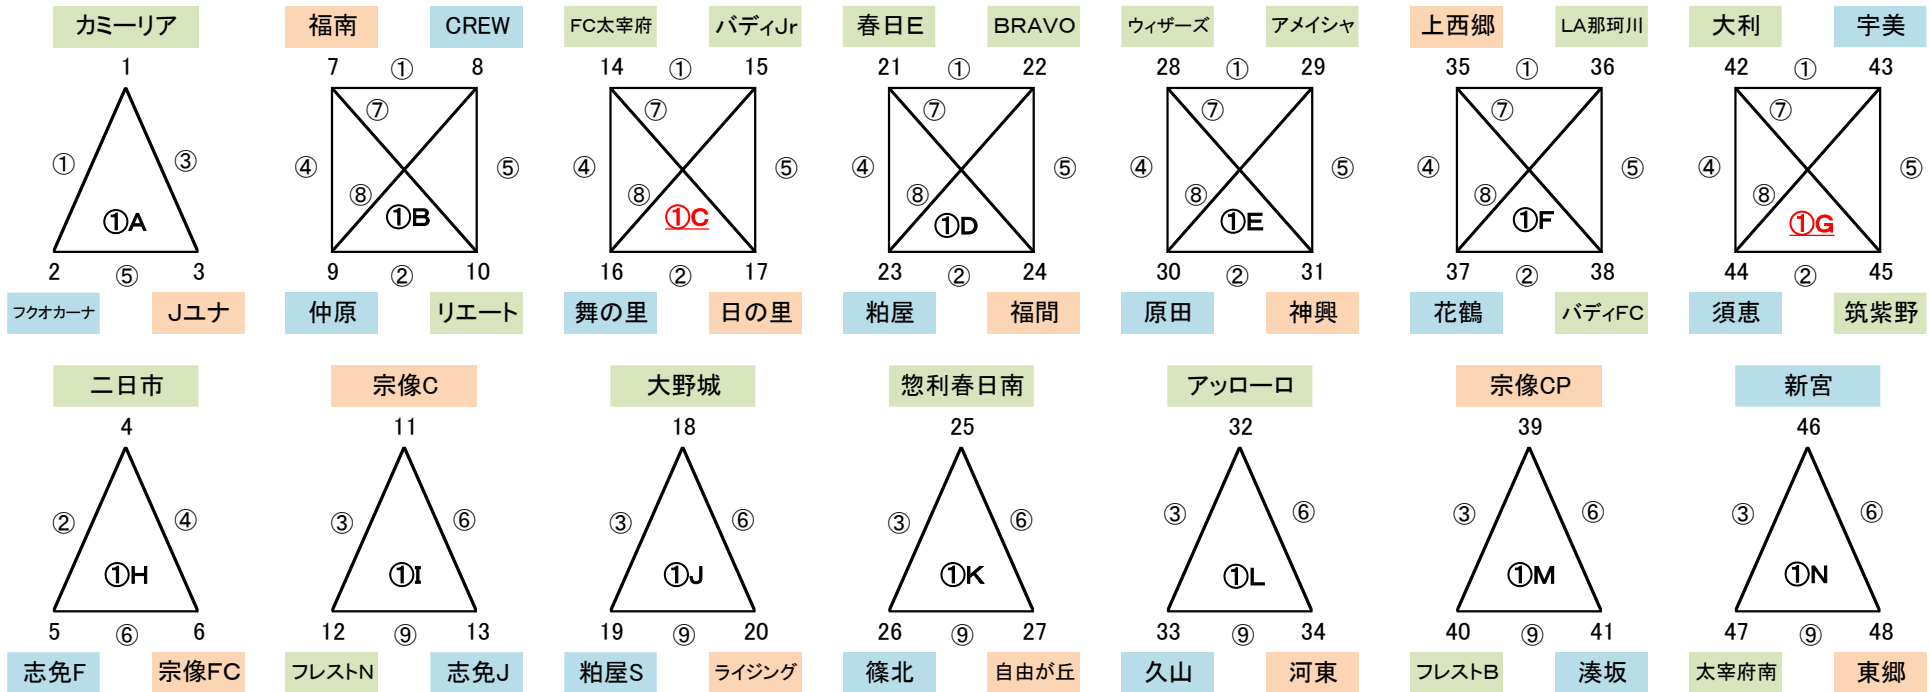 カミーリア 福南 CREW FC太宰府 バディJr 春日E BRAVO ウィザーズ アメイシャ 上西郷 LA那珂川 大利 宇美
1 7 ① 8 14 ① 15 21 ① 22 28 ① 29 35 ① 36 42 ① 43
⑦ ⑦ ⑦ ⑦ ⑦ ⑦
① ③ ④ ⑤ ④ ⑤ ④ ⑤ ④ ⑤ ④ ⑤ ④ ⑤
⑧ ⑧ ⑧ ⑧ ⑧ ⑧
①A ①B ①C ①D ①E ①F ①G
2 ⑤ 3 9 ② 10 16 ② 17 23 ② 24 30 ② 31 37 ② 38 44 ② 45
フクオカーナ Jユナ 仲原 リエート 舞の里 日の里 粕屋 福間 原田 神興 花鶴 バディFC 須恵 筑紫野
二日市 宗像C 大野城 惣利春日南 アッローロ 宗像CP 新宮
4 11 18 25 32 39 46
② ④ ③ ⑥ ③ ⑥ ③ ⑥ ③ ⑥ ③ ⑥ ③ ⑥
①H ①I ①J ①K ①L ①M ①N
5 ⑥ 6 12 ⑨ 13 19 ⑨ 20 26 ⑨ 27 33 ⑨ 34 40 ⑨ 41 47 ⑨ 48
志免F 宗像FC フレストN 志免J 粕屋S ライジング 篠北 自由が丘 久山 河東 フレストB 湊坂 太宰府南 東郷